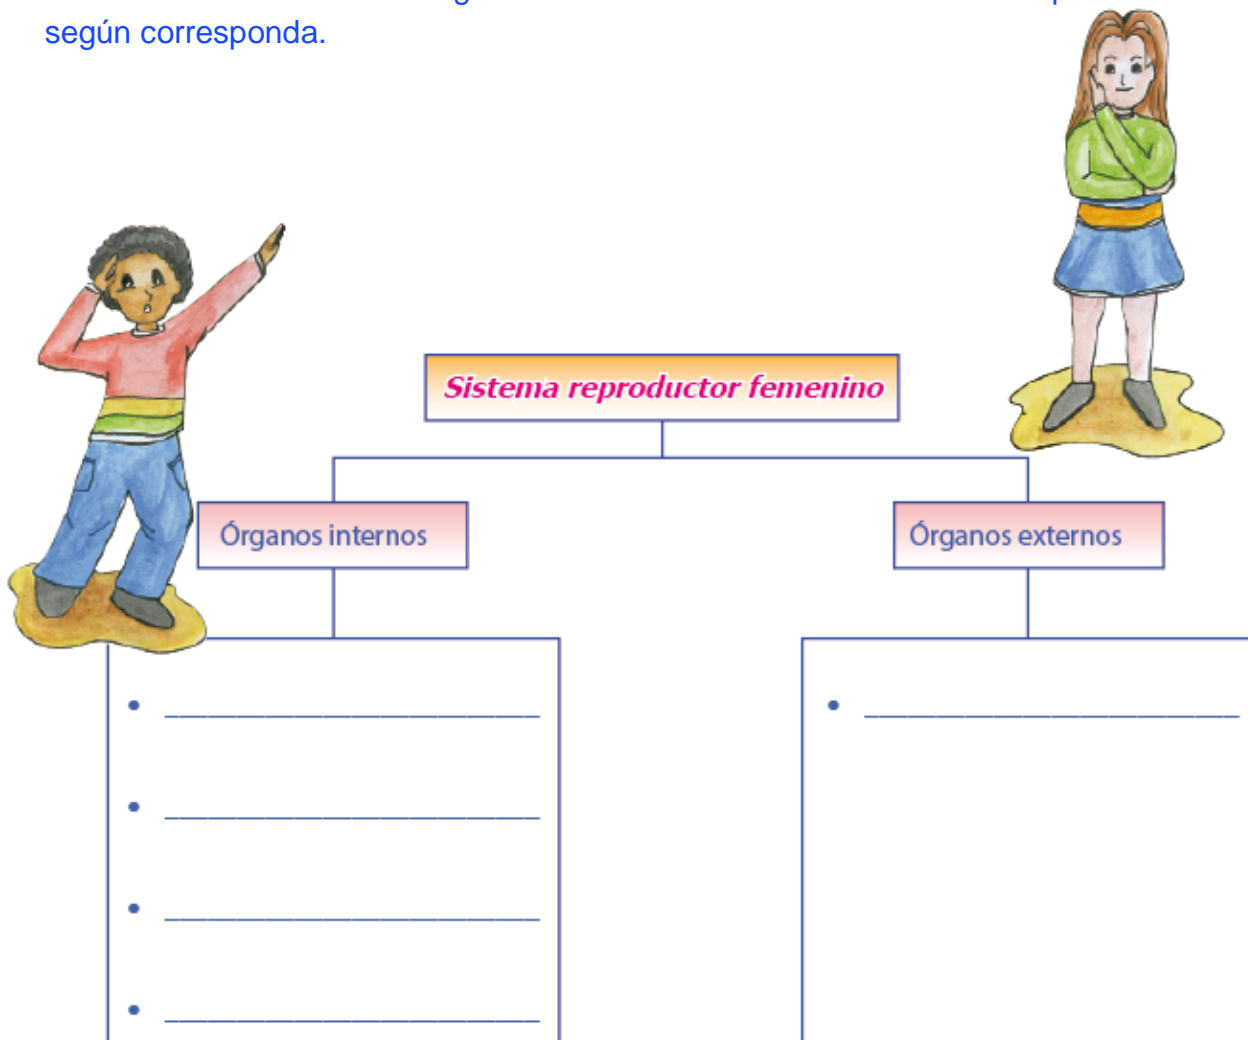 según corresponda.
Sistema reproductor femenino
Órganos internos
Órganos externos